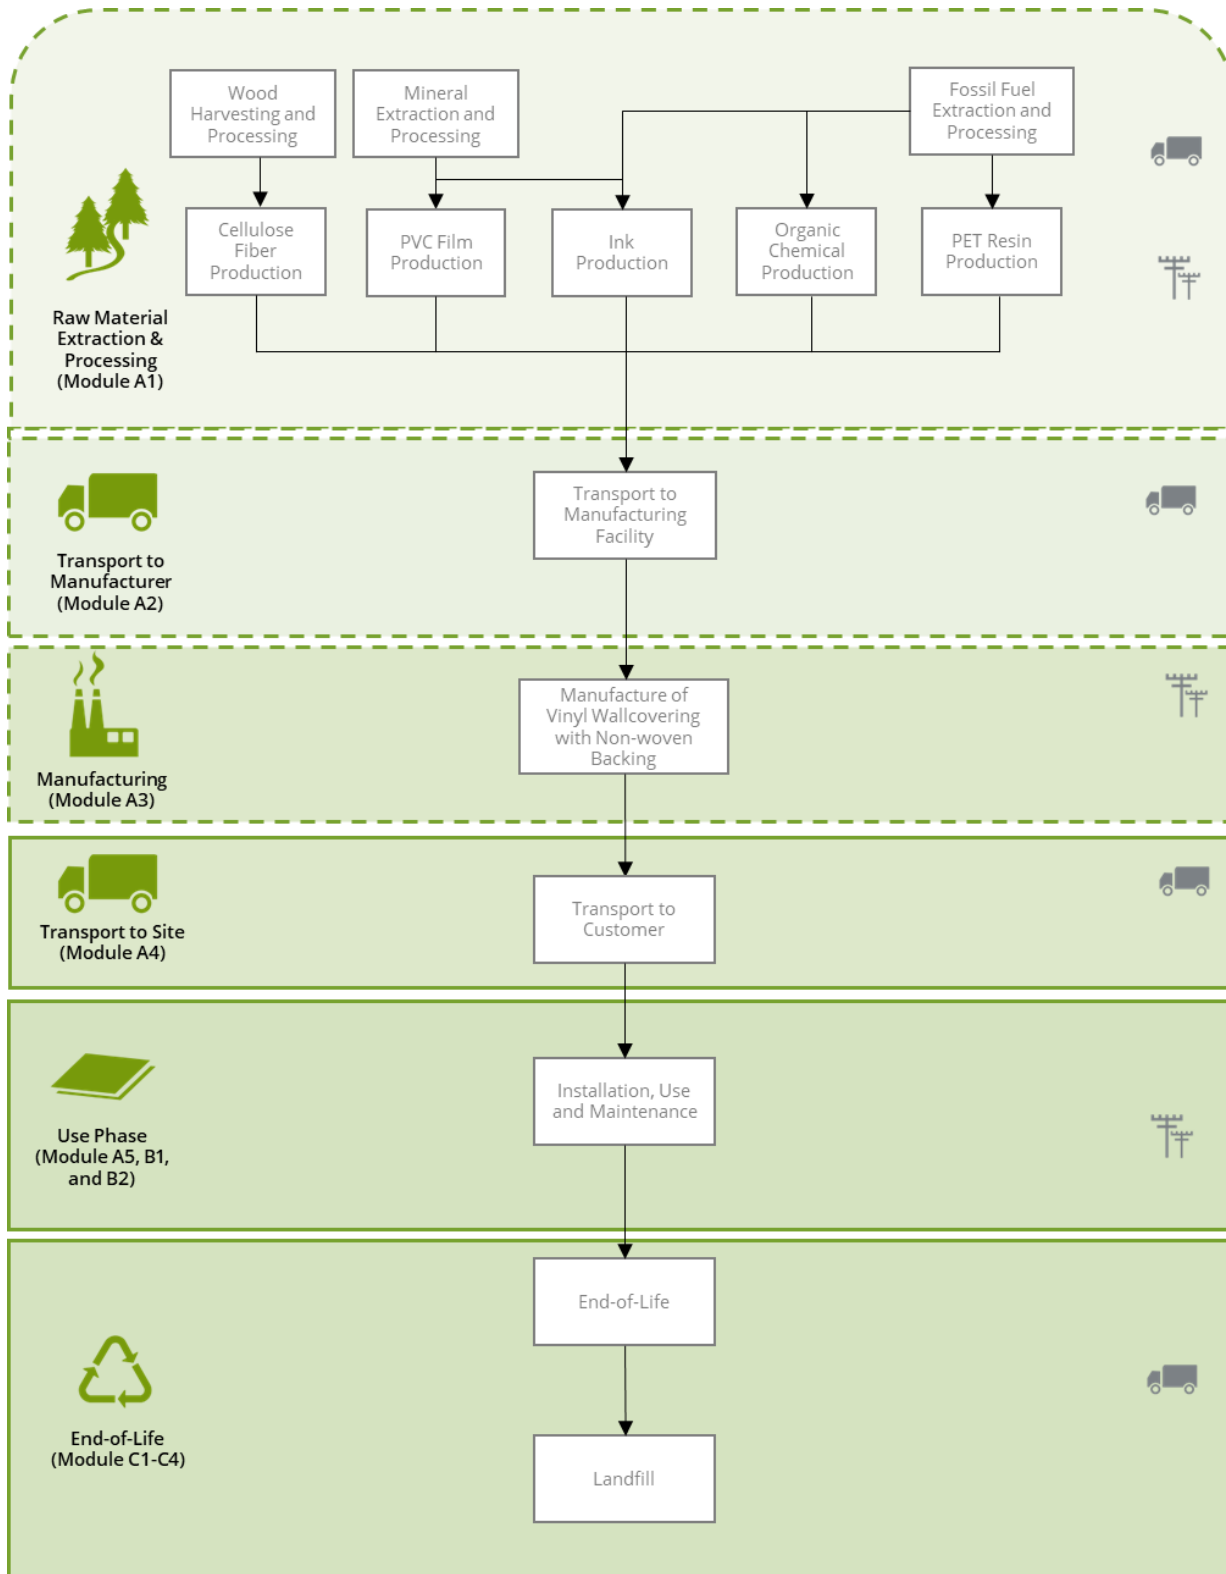 Wood
Harvesting and
Processing
Mineral
Extraction and
Processing
Fossil Fuel
Extraction and
Processing
Cellulose
Fiber
Production
PVC Film
Production
Ink
Production
Organic
Chemical
Production
PET Resin
Production
Raw Material
Extraction &
Processing
(Module A1)
Transport to
Manufacturing
Facility
Transport to
Manufacturer
(Module A2)
Manufacture of
Vinyl Wallcovering
with Non-woven
Backing
Manufacturing
(Module A3)
Transport to
Customer
Transport to Site
(Module A4)
Installation, Use
and Maintenance
Use Phase
(Module A5, B1,
and B2)
End-of-Life
End-of-Life
(Module C1-C4)
Landfill